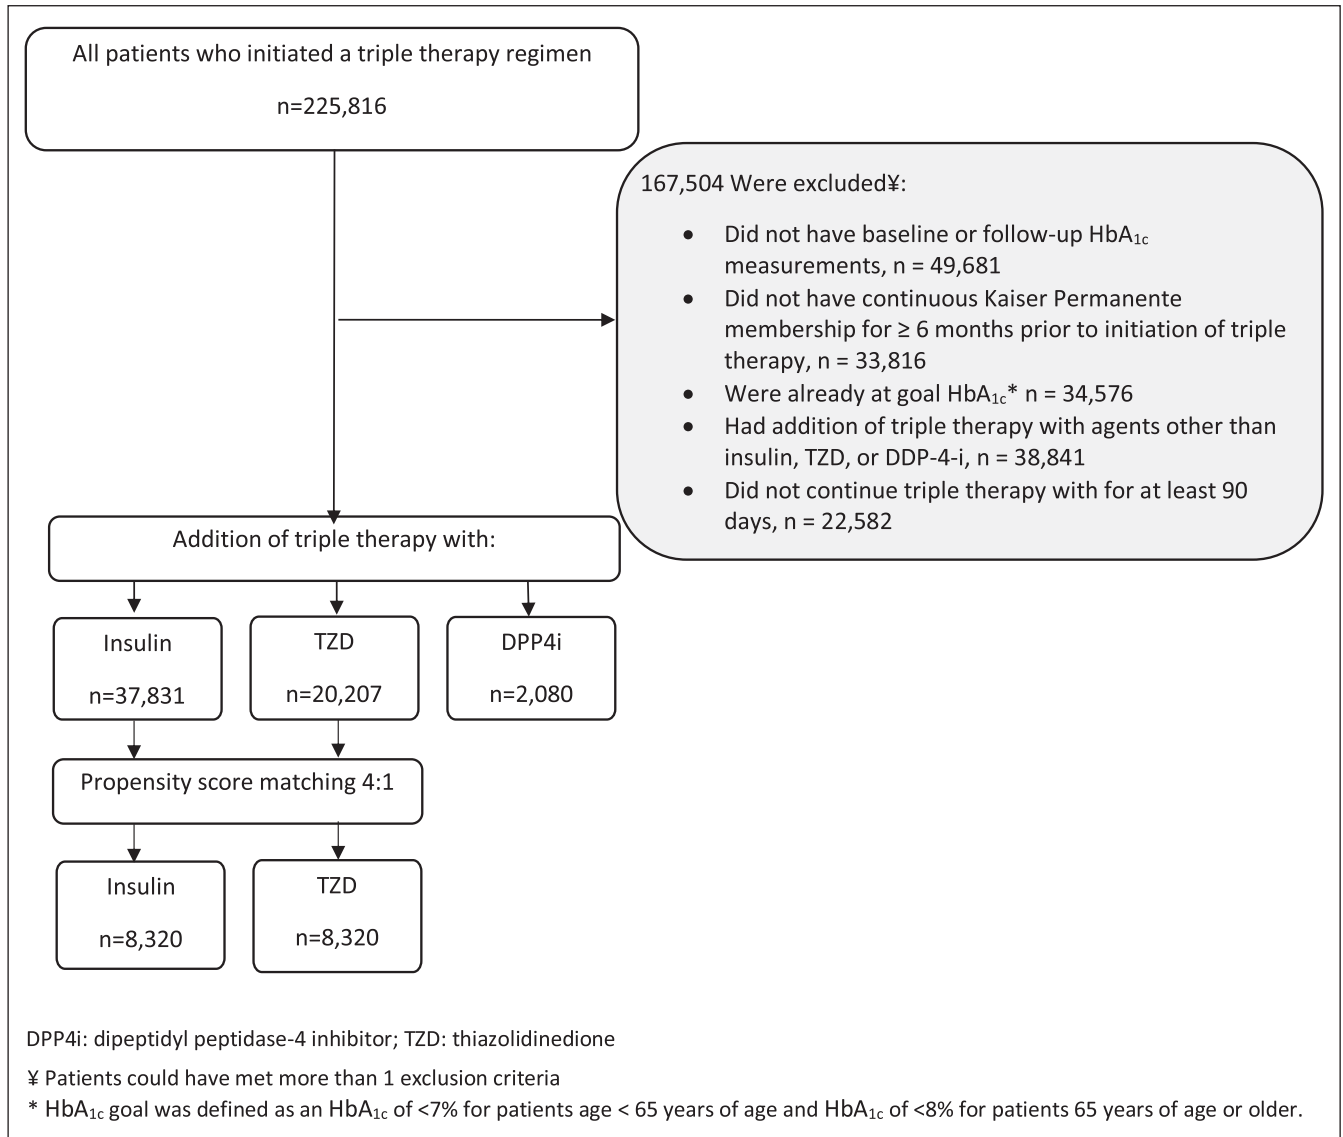 All patients who initiated a triple therapy regimen
n=225,816
167,504 Were excluded¥:
• Did not have baseline or follow-up HbA1c
measurements, n = 49,681
• Did not have continuous Kaiser Permanente
membership for ≥ 6 months prior to initiation of triple
therapy, n = 33,816
• Were already at goal HbA1c* n = 34,576
• Had addition of triple therapy with agents other than
insulin, TZD, or DDP-4-i, n = 38,841
• Did not continue triple therapy with for at least 90
days, n = 22,582
Addition of triple therapy with:
Insulin
n=37,831
TZD
n=20,207
DPP4i
n=2,080
Propensity score matching 4:1
Insulin
n=8,320
TZD
n=8,320
DPP4i: dipeptidyl peptidase-4 inhibitor; TZD: thiazolidinedione
¥ Patients could have met more than 1 exclusion criteria
* HbA1c goal was defined as an HbA1c of <7% for patients age < 65 years of age and HbA1c of <8% for patients 65 years of age or older.